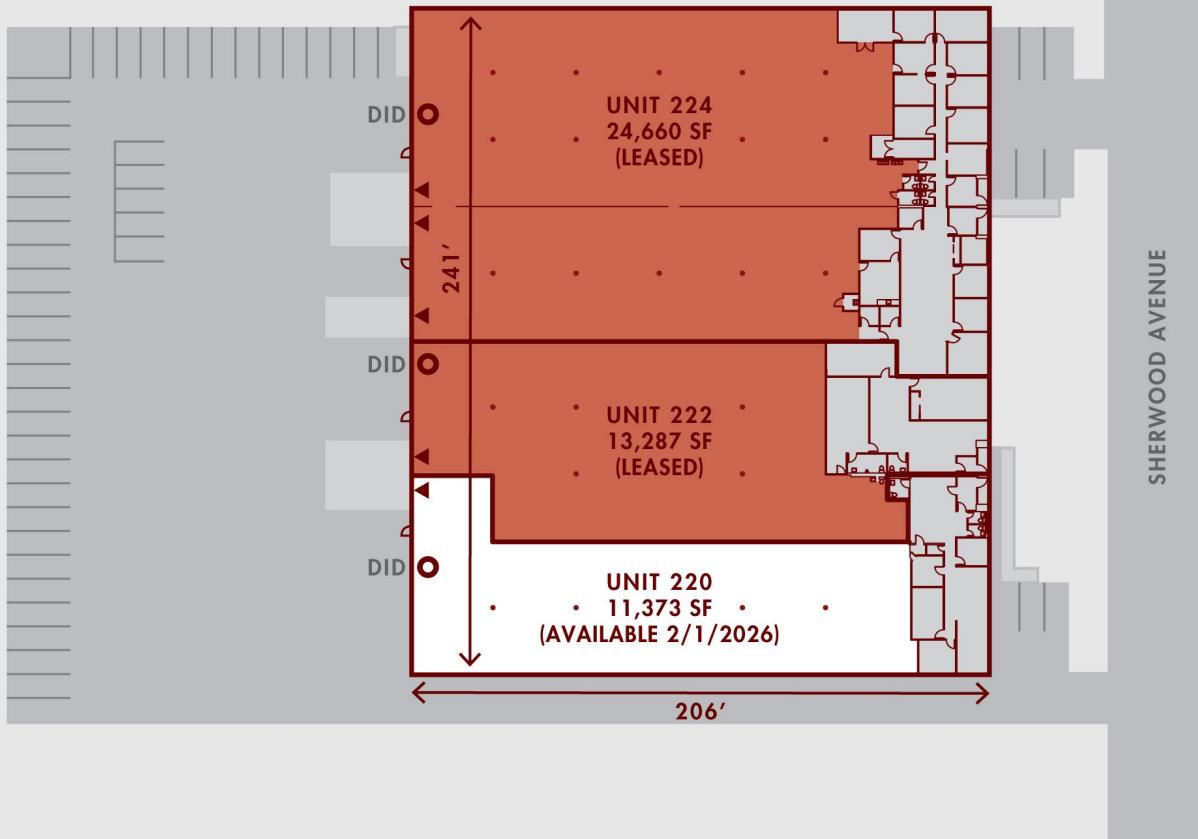 DID
UNIT 224
24,660 SF
(LEASED)
241'
SHERWOOD AVENUE
DID
UNIT 222
13,287 SF
(LEASED)
DID
UNIT 220
11,373 SF
(AVAILABLE 2/1/2026)
206'